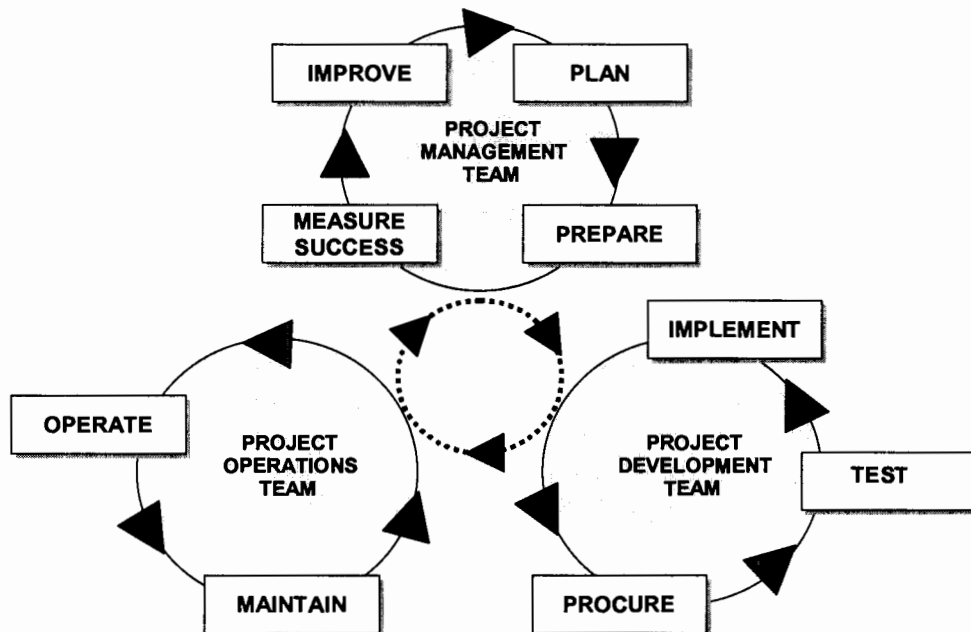 IMPROVE
PLAN
PROJECT
MANAGEMENT
TEAM
MEASURE
SUCCESS
PREPARE
IMPLEMENT
OPERATE
PROJECT
OPERATIONS
TEAM
PROJECT
DEVELOPMENT
TEAM
TEST
MAINTAIN
PROCURE